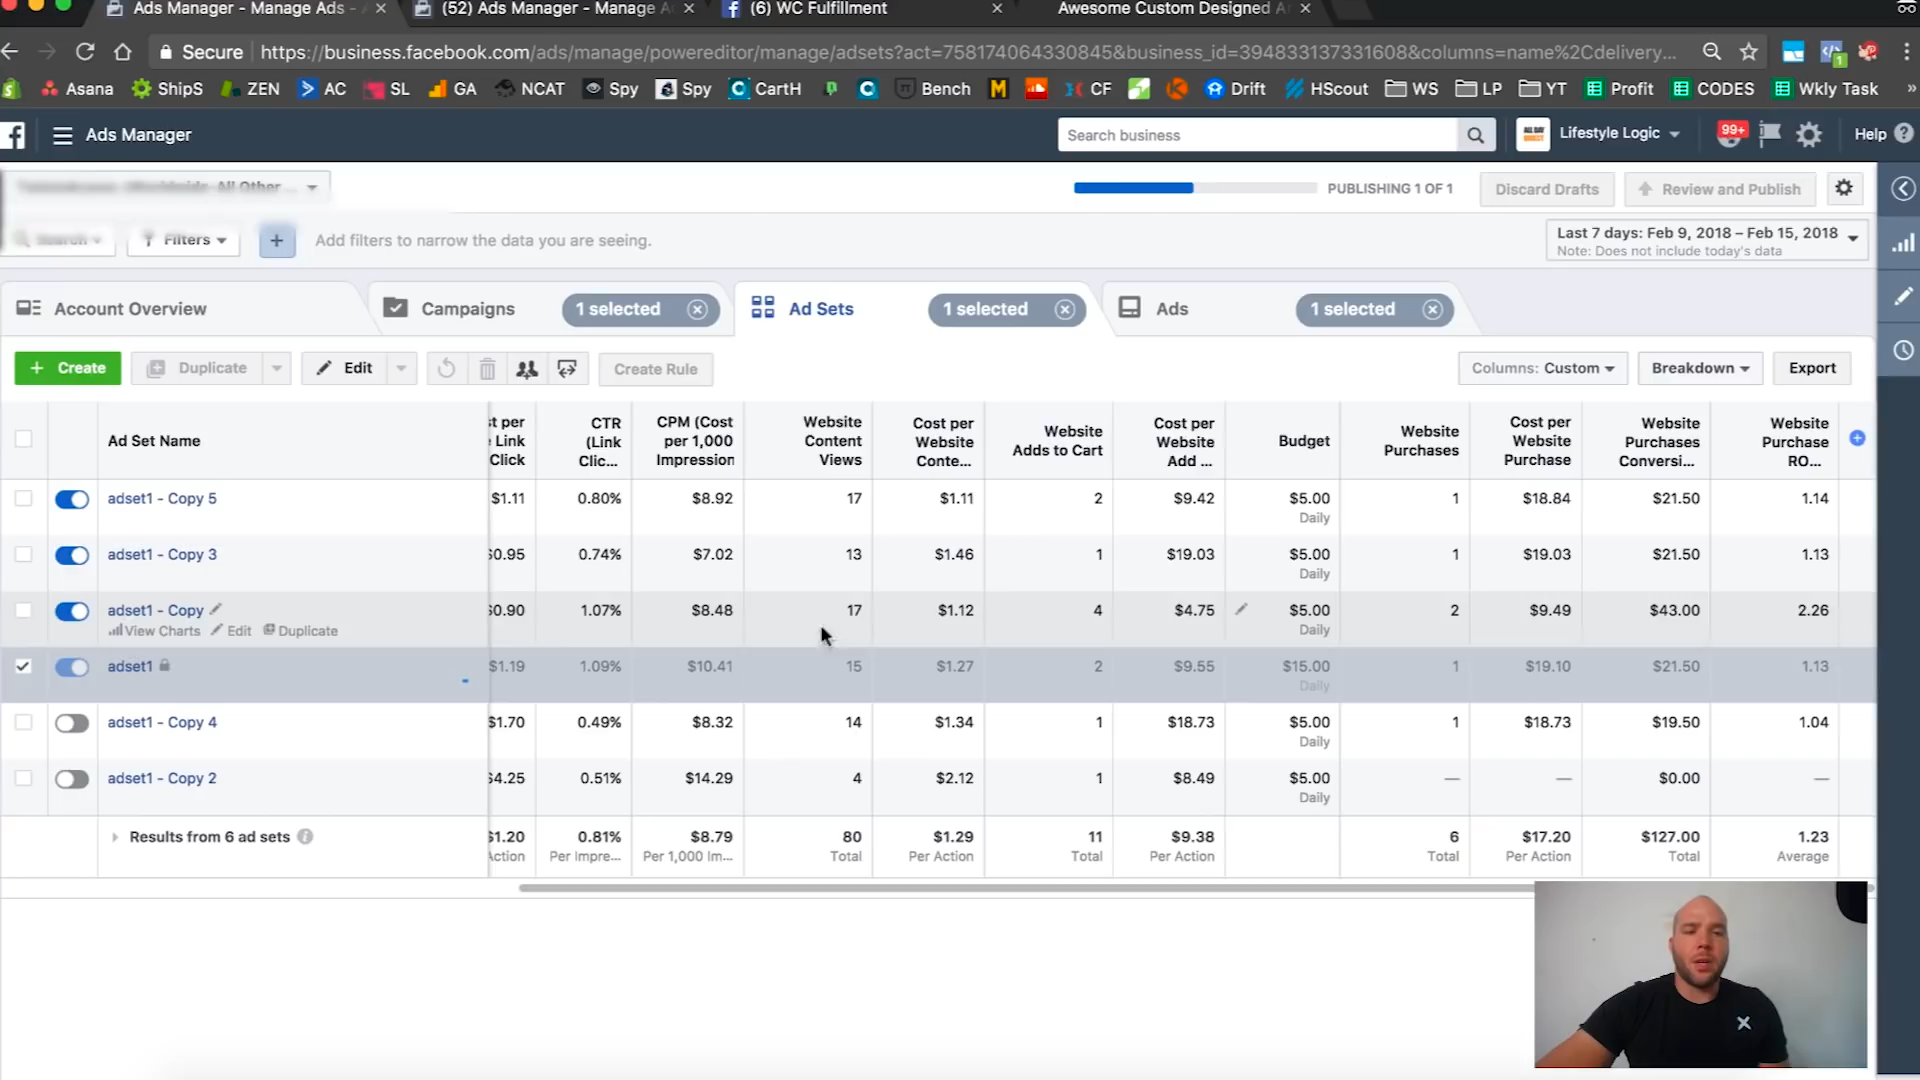 Ads Manager - Manage Ads - 
(52) Ads Manager - Manage A
(6) WC Fulfillment
Awesome Custom Designed A
Secure
https://business.facebook.com/ads/manage/powereditor/manage/adsets?act=758174064330845&business_id=394833137331608&columns=name%2Cdelivery...
1
Asana ShipS ZEN AC SL GA NCAT Spy Spy CartH Bench CF Drift HScout WS LP YT Profit CODES Wkly Task »
Ads Manager
Search business
Lifestyle Logic
99+
Help
All Other ...
PUBLISHING 1 OF 1
Discard Drafts
Review and Publish
Search
Filters
Add filters to narrow the data you are seeing.
Last 7 days: Feb 9, 2018 – Feb 15, 2018
Note: Does not include today's data
Account Overview
Campaigns
1 selected
Ad Sets
1 selected
Ads
1 selected
+ Create
Duplicate
Edit
Create Rule
Columns: Custom
Breakdown
Export
Ad Set Name
st per Link Click
CTR (Link Clic...
CPM (Cost per 1,000 Impression
Website Content Views
Cost per Website Conte...
Website Adds to Cart
Cost per Website Add ...
Budget
Website Purchases
Cost per Website Purchase
Website Purchases Conversi...
Website Purchase RO...
adset1 - Copy 5 $1.11 0.80% $8.92 17 $1.11 2 $9.42 $5.00 1 $18.84 $21.50 1.14
Daily
adset1 - Copy 3 $0.95 0.74% $7.02 13 $1.46 1 $19.03 $5.00 1 $19.03 $21.50 1.13
Daily
adset1 - Copy $0.90 1.07% $8.48 17 $1.12 4 $4.75 $5.00 2 $9.49 $43.00 2.26
View Charts Edit Duplicate Daily
adset1 $1.19 1.09% $10.41 15 $1.27 2 $9.55 $15.00 1 $19.10 $21.50 1.13
Daily
adset1 - Copy 4 $1.70 0.49% $8.32 14 $1.34 1 $18.73 $5.00 1 $18.73 $19.50 1.04
Daily
adset1 - Copy 2 $4.25 0.51% $14.29 4 $2.12 1 $8.49 $5.00 — — $0.00 —
Daily
Results from 6 ad sets $1.20 0.81% $8.79 80 $1.29 11 $9.38 6 $17.20 $127.00 1.23
Action Per Impre... Per 1,000 Im... Total Per Action Total Per Action Total Per Action Total Average